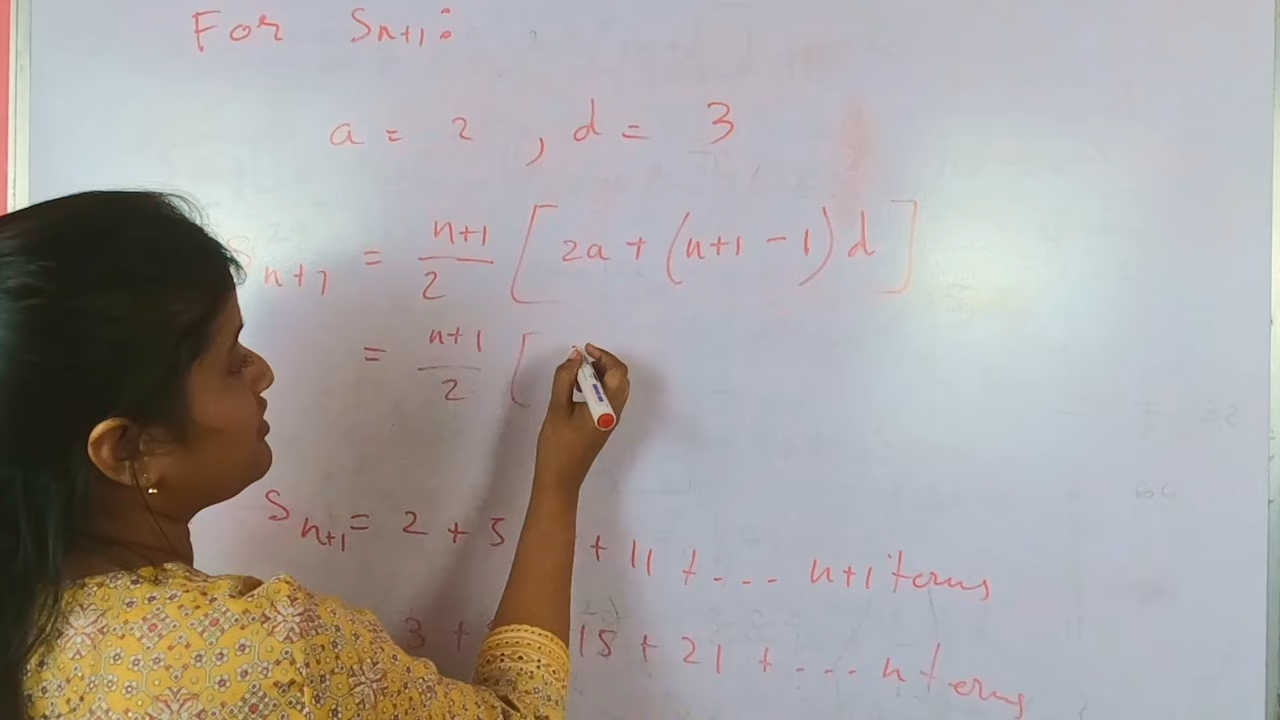 For Sn+1:
a = 2 , d = 3
Sn+1 = n+1/2 [2a + (n+1 - 1) d]
= n+1/2 [
Sn+1 = 2 + 5 + 11 + ... n+1 terms
3 + 15 + 21 + ... n terms